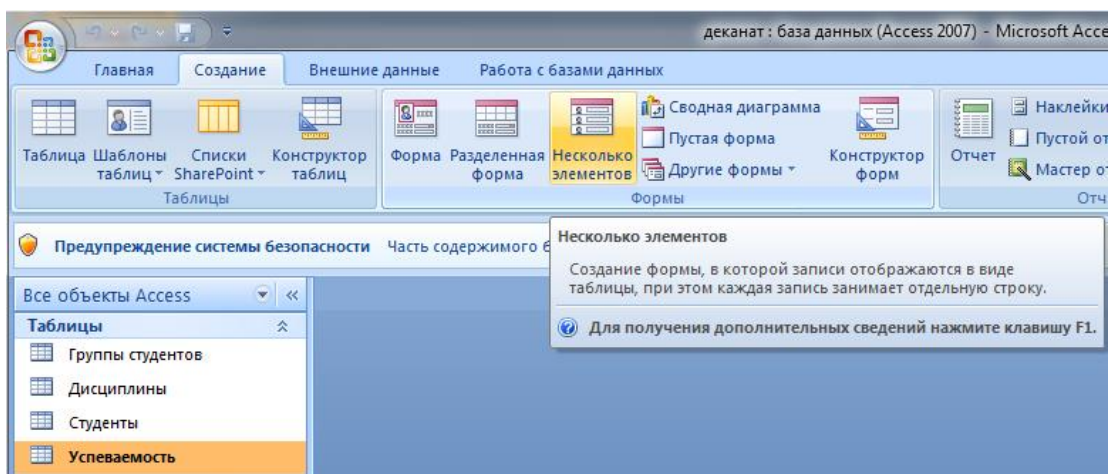 деканат : база данных (Access 2007) - Microsoft Acce
Главная Создание Внешние данные Работа с базами данных
Таблица Шаблоны таблиц Списки SharePoint Конструктор таблиц
Таблицы
Форма Разделенная форма Несколько элементов
Сводная диаграмма
Пустая форма
Другие формы
Конструктор форм
Формы
Отчет
Наклейки
Пустой от
Мастер от
Отч
Предупреждение системы безопасности Часть содержимого б
Несколько элементов
Создание формы, в которой записи отображаются в виде
таблицы, при этом каждая запись занимает отдельную строку.
Для получения дополнительных сведений нажмите клавишу F1.
Все объекты Access
Таблицы
Группы студентов
Дисциплины
Студенты
Успеваемость